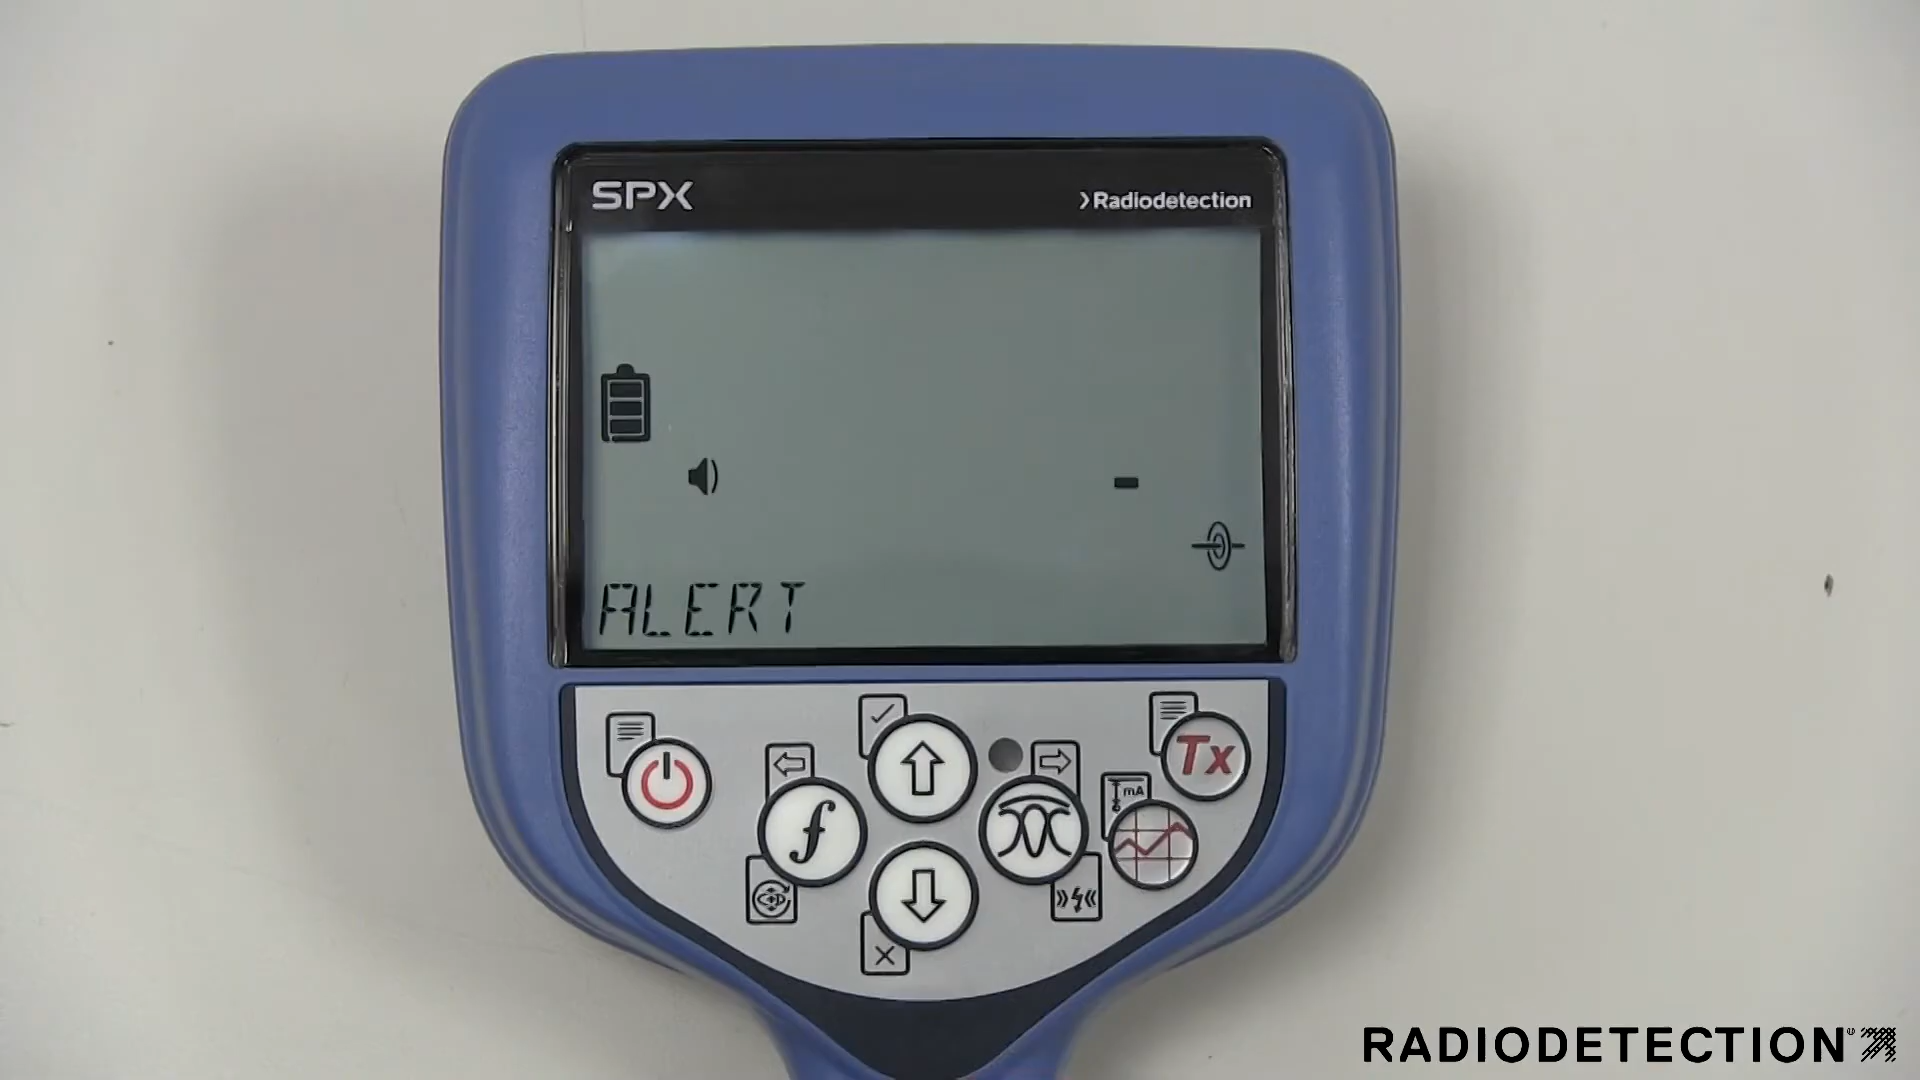 SPX
Radiodetection
ALERT
Tx
mA
f
RADIODETECTION®